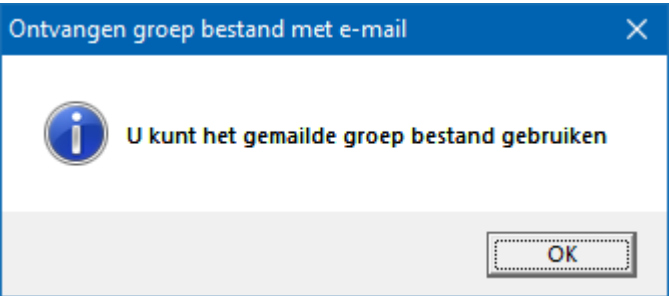 Ontvangen groep bestand met e-mail
U kunt het gemailde groep bestand gebruiken
OK